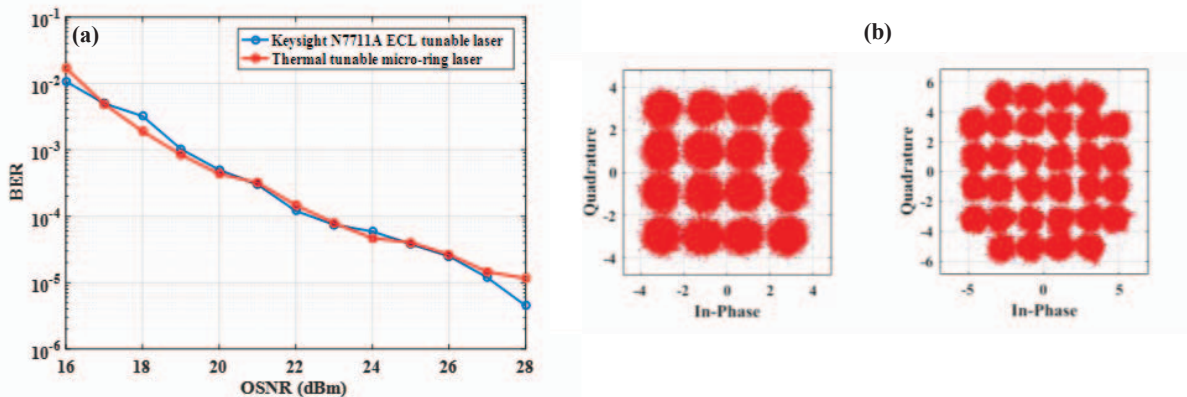 (a)
Keysight N7711A ECL tunable laser
Thermal tunable micro-ring laser
BER
10^-1
10^-2
10^-3
10^-4
10^-5
10^-6
16 18 20 22 24 26 28
OSNR (dBm)
(b)
Quadrature
4
2
0
-2
-4
-4 -2 0 2 4
In-Phase
Quadrature
6
4
2
0
-2
-4
-6
-5 0 5
In-Phase